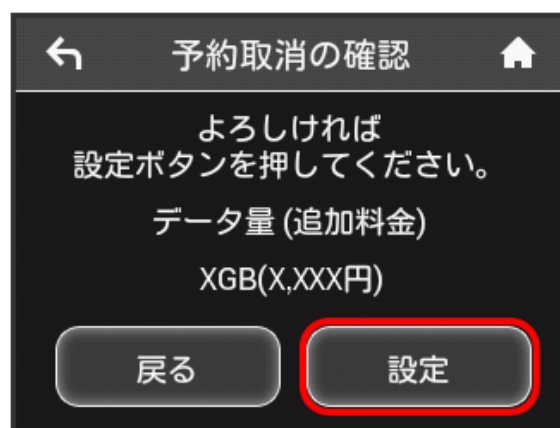 予約取消の確認
よろしければ
設定ボタンを押してください。
データ量 (追加料金)
XGB(X,XXX円)
戻る
設定